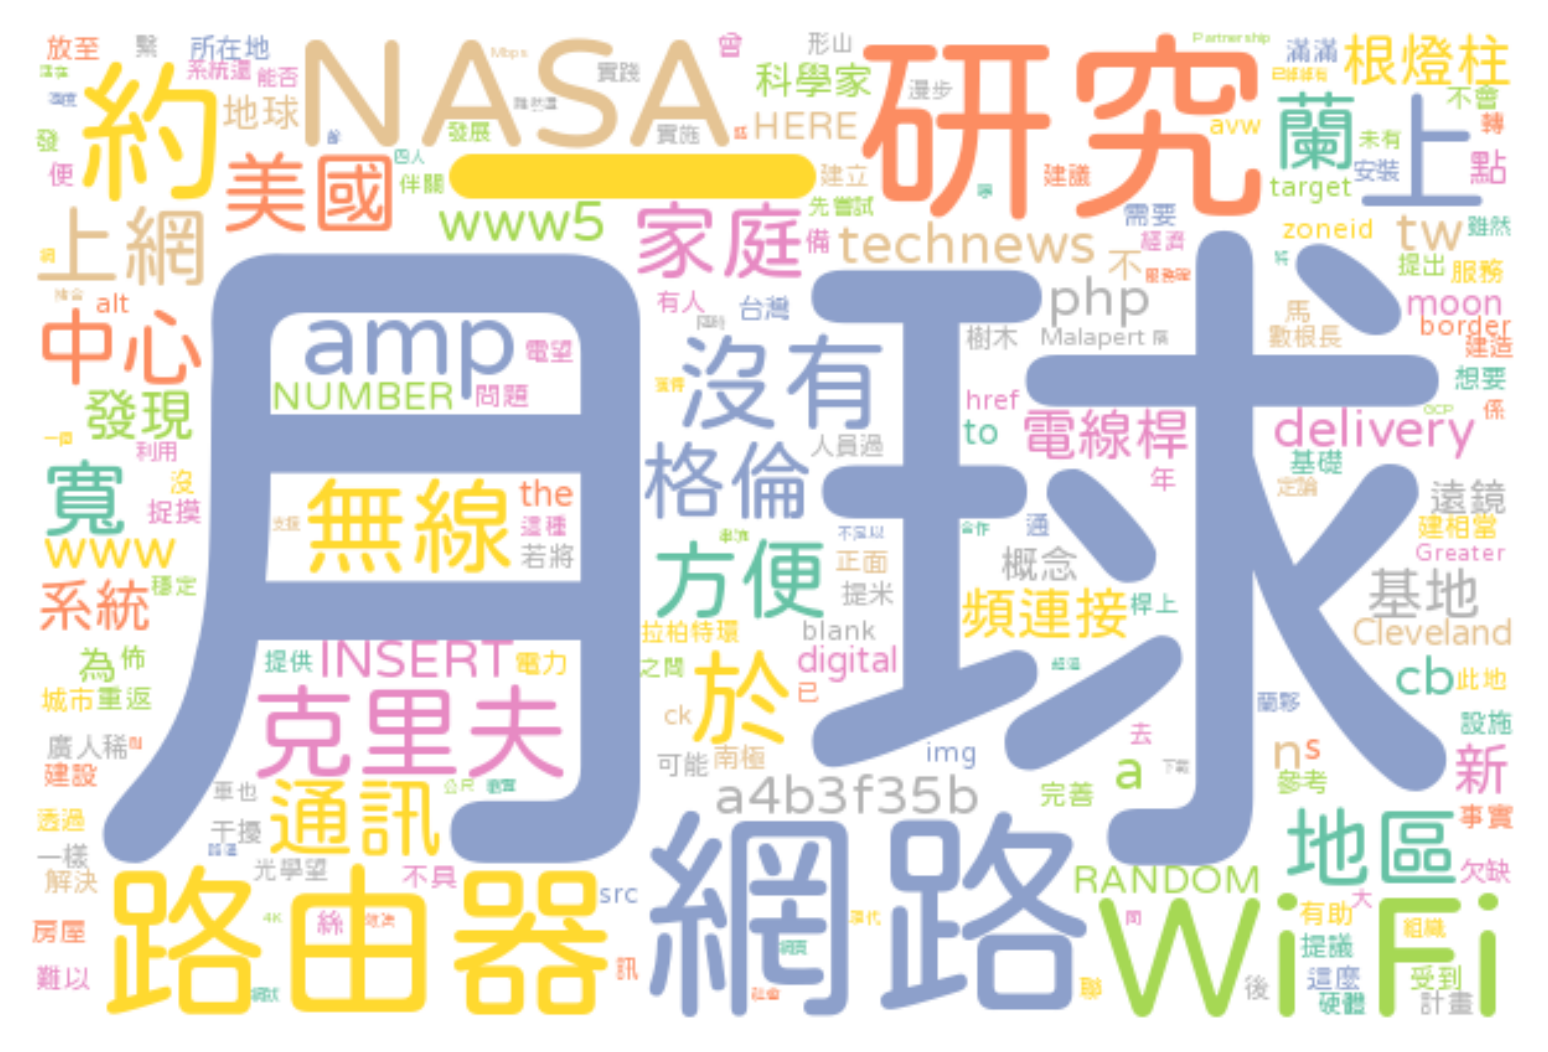 放至 繫 所在地 NASA Mbps 實踐 曾 形山 Partnership 滿滿 根燈柱
系統還 能否 科學家 漫步 研究 不會
約 地球 發展 實施 HERE avw 蘭 上 轉
發 四人 一 建立 建議 未有 點
便 美國 伴關 先嘗試 target 安裝
上網 www5 家庭 備 technews 需要 經濟 zoneid tw 雖然
不 提出 服務
alt 有人 台灣 php 馬 moon
中心 月球 amp 電望 樹木 Malapert 數根長 border
建造
NUMBER 問題 沒有 想要
發現 href delivery
利用 to 電線桿 係
人員過 基礎
寬 沒 無線 the 格倫 年 定論 遠鏡
捉摸 這種 通 建相當
www 若將 方便 正面 概念 Greater
系統 穩定 提米 頻連接 桿上 基地
拉柏特環 blank Cleveland
為 佈 提供 INSERT 電力 之間 digital cb 此地
城市 重返 克里夫 於 已 蘭夥 設施
廣人稀 ck img 去 n s 新
建設 可能 南極 a 參考
車也 通訊 a4b3f35b 完善
透過 干擾 地區 事實
一樣 光學望 不具 網路 RANDOM 欠缺
解決 路由器 src WiFi 大
房屋 4K 絲 有助 組織
提議
難以 訊 聯 後 這麼 受到
硬體 計畫